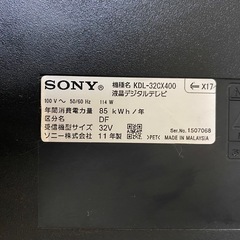 SONY
機種名 KDL-32CX400
液晶デジタルテレビ
← X17
100 V ～ 50/60 Hz 114 W
年間消費電力量 85 kWh/年
区分名 DF
受信機型サイズ 32V
ソニー株式会社 11年製
Ser.No.1507068
>PET<
MADE IN MALAYSIA